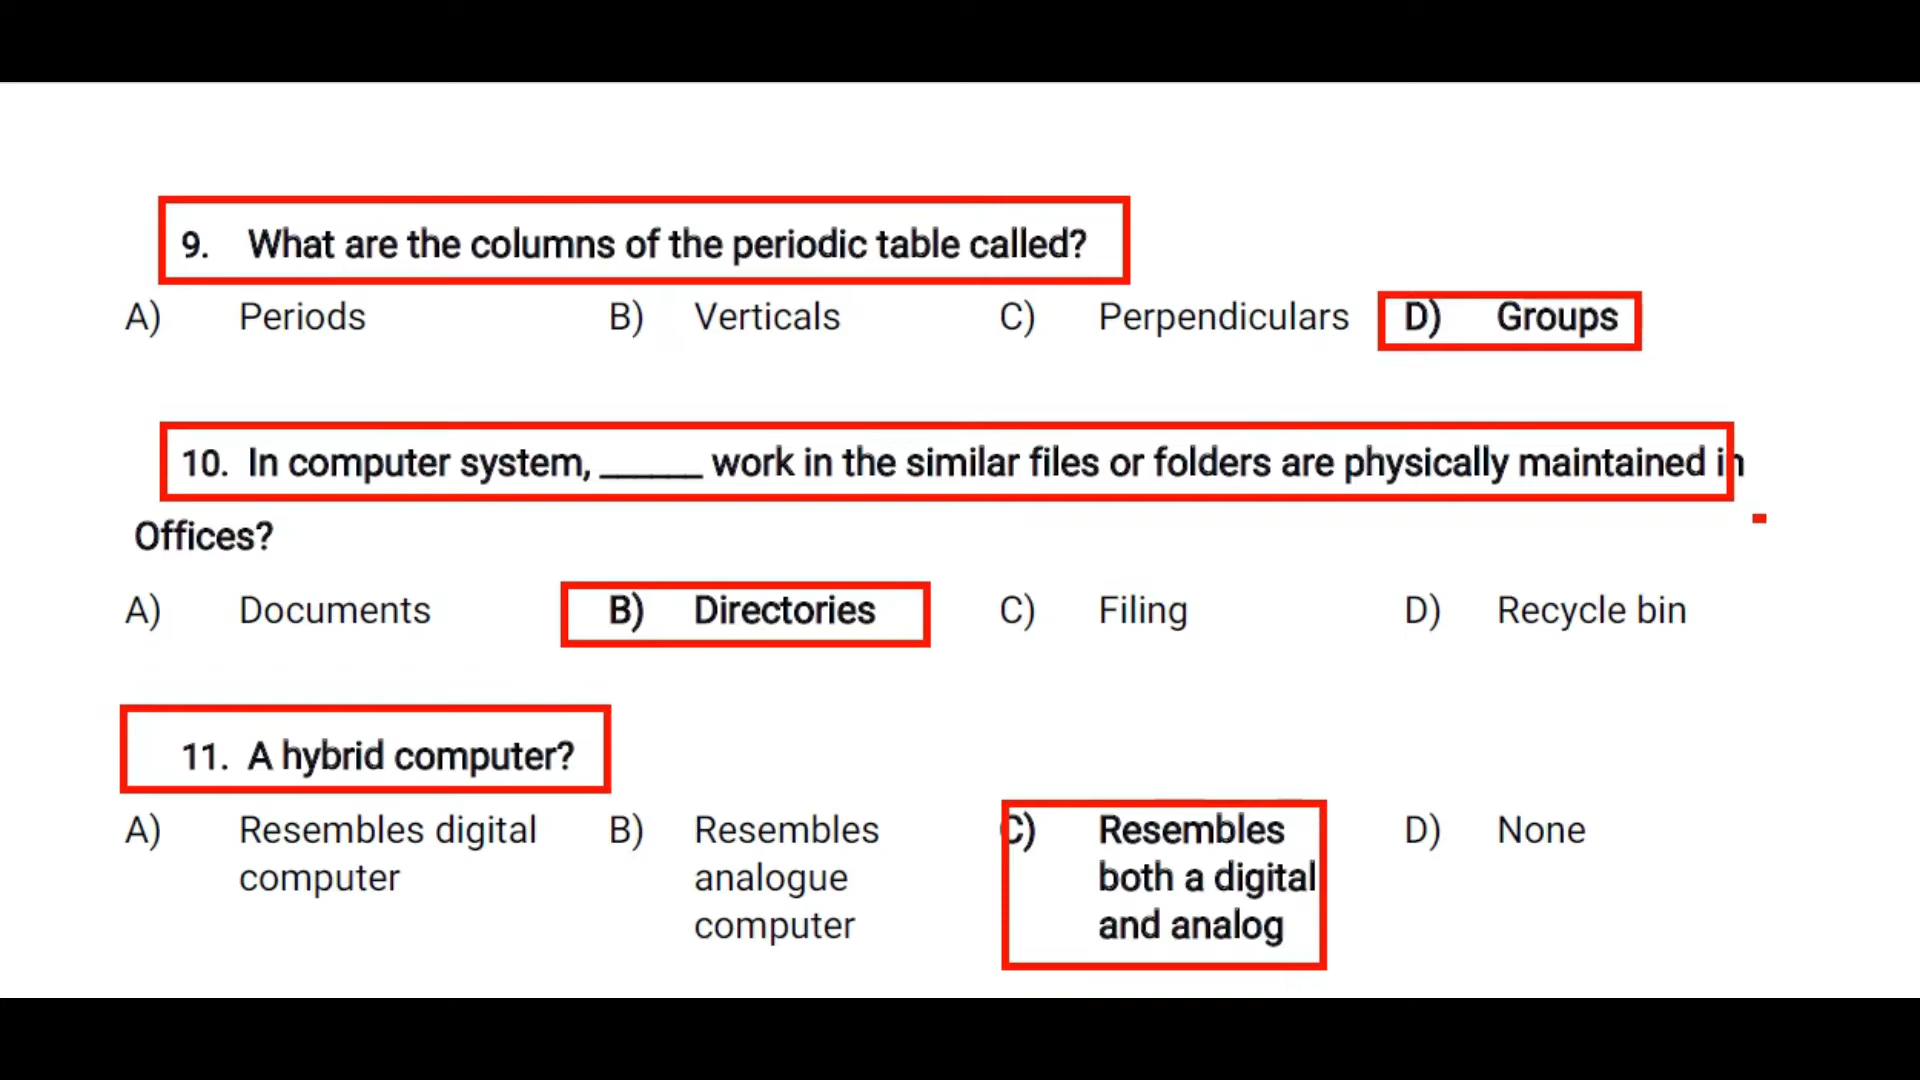 9. What are the columns of the periodic table called?
A) Periods B) Verticals C) Perpendiculars D) Groups
10. In computer system, ______ work in the similar files or folders are physically maintained in
Offices?
A) Documents B) Directories C) Filing D) Recycle bin
11. A hybrid computer?
A) Resembles digital B) Resembles C) Resembles D) None
computer analogue both a digital
computer and analog